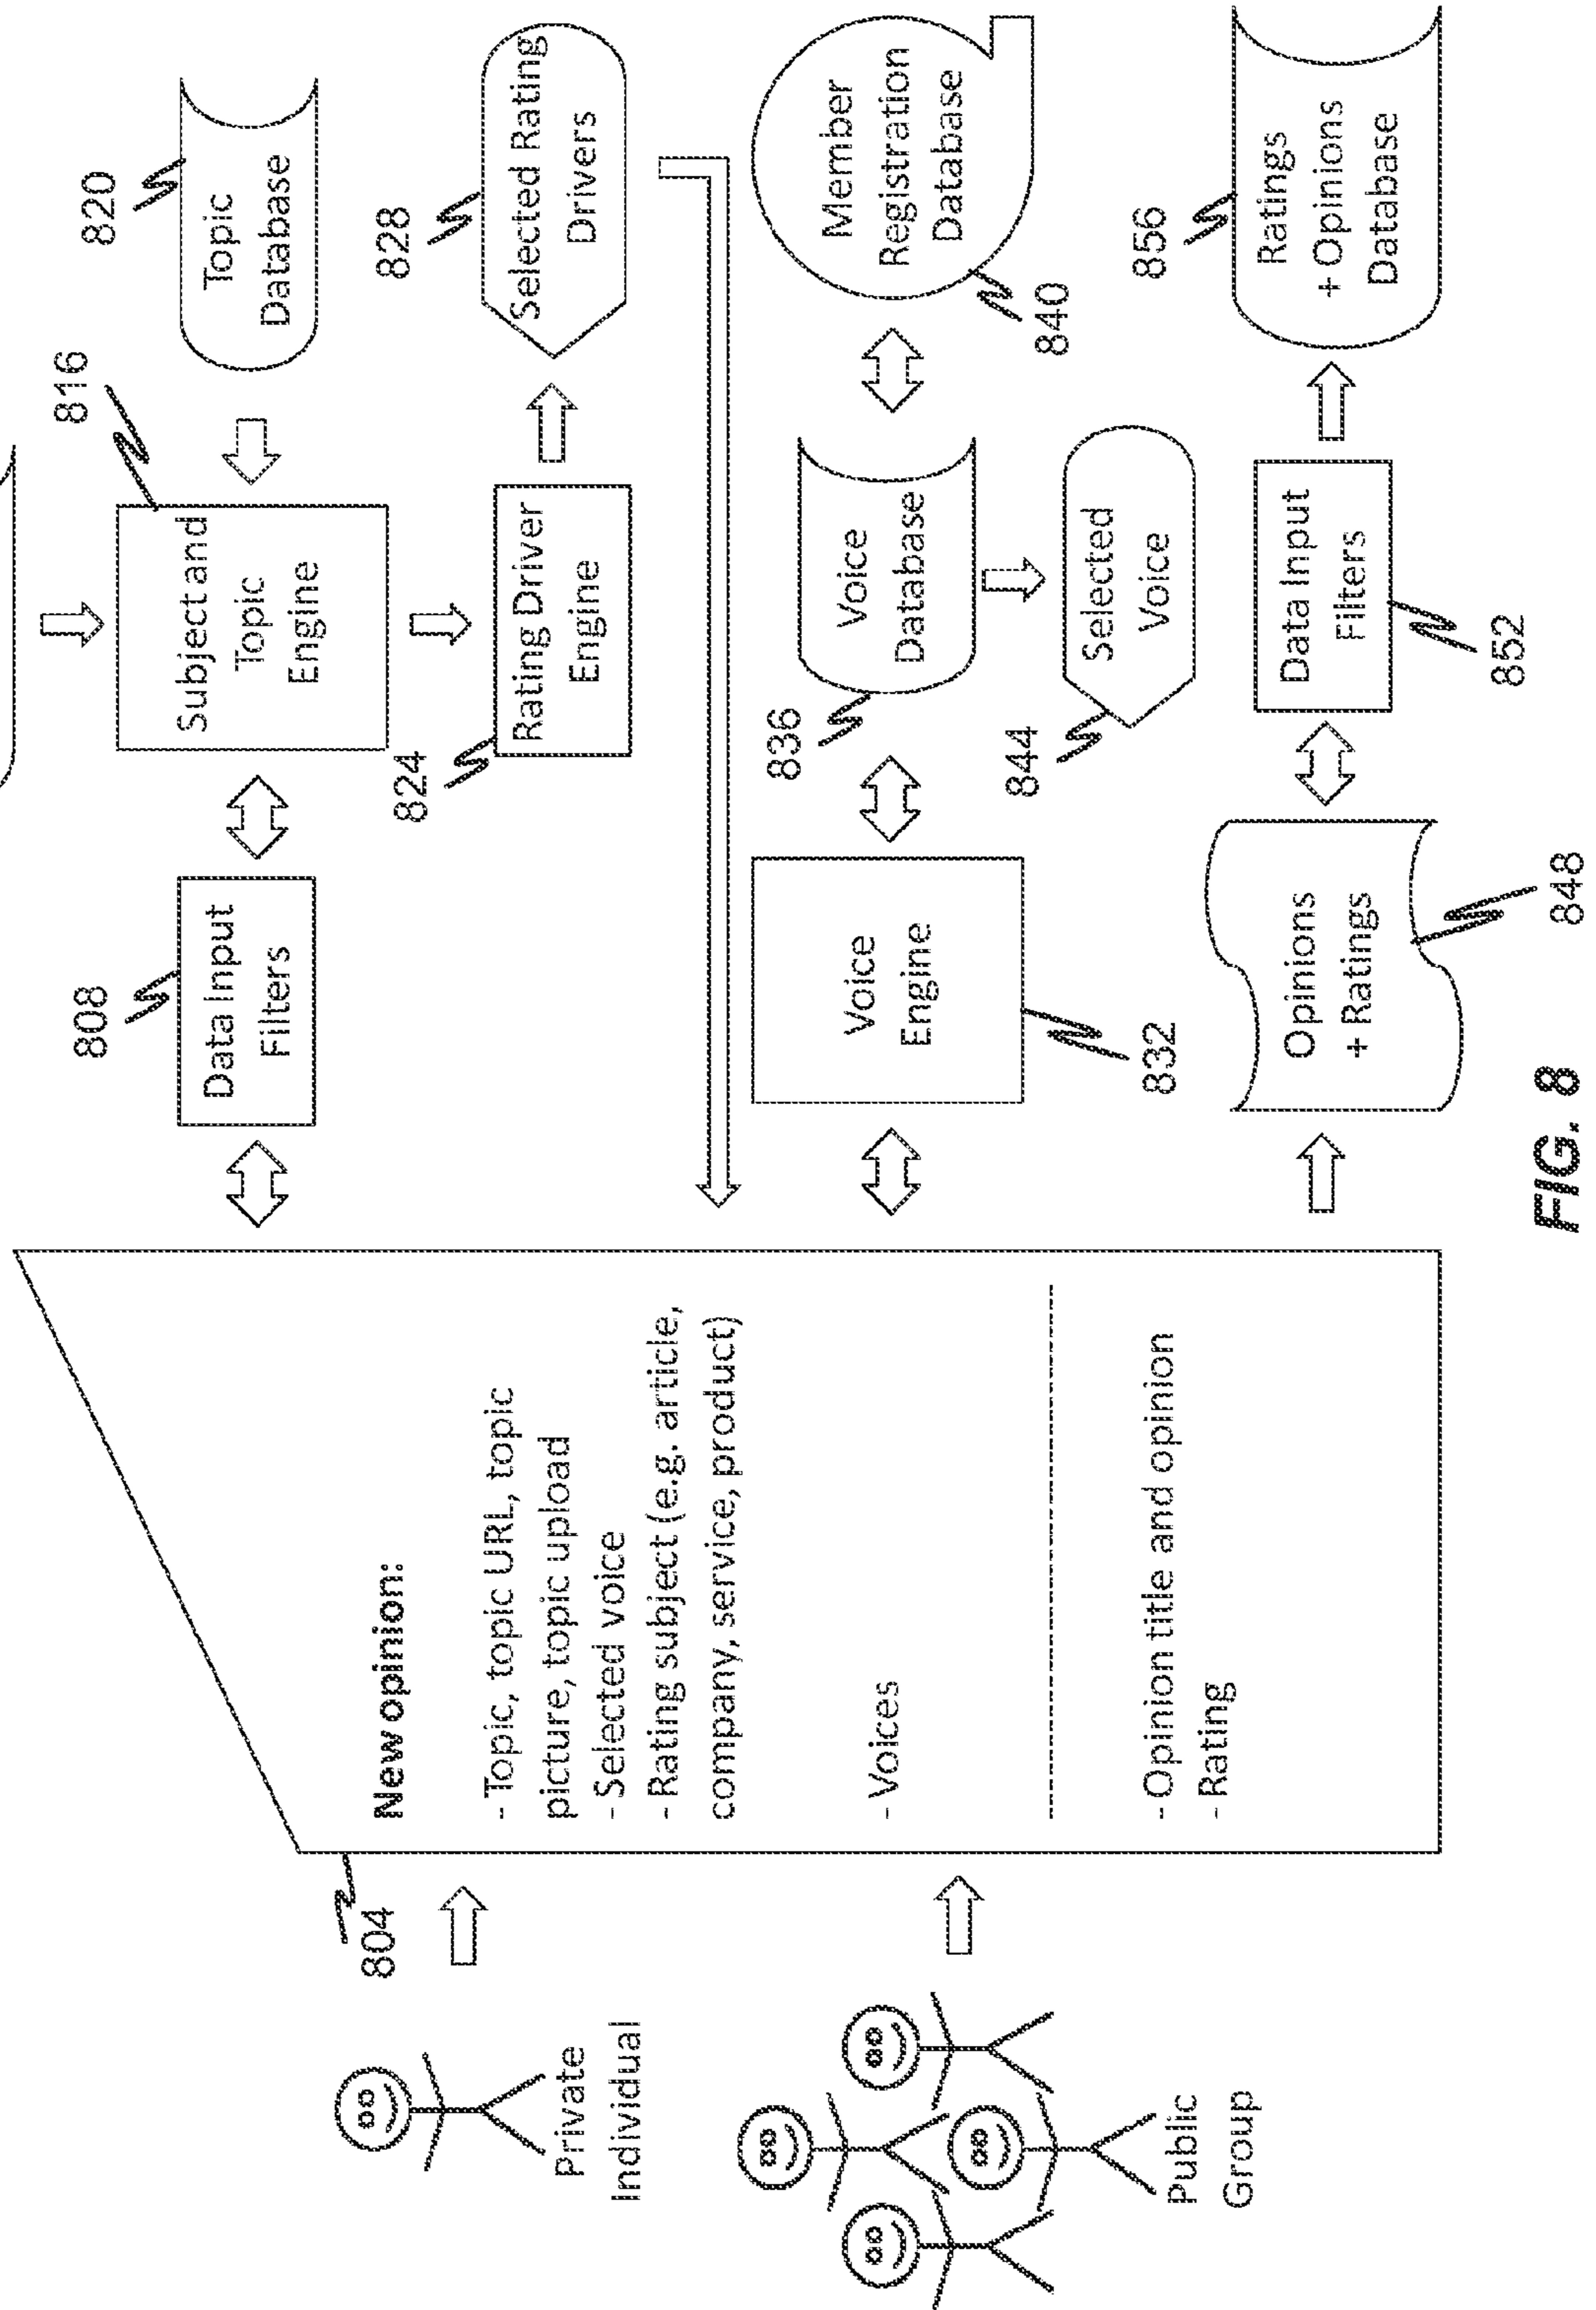 804
New opinion:
- Topic, topic URL, topic
picture, topic upload
- Selected voice
- Rating subject (e.g. article,
company, service, product)
- Voices
- Opinion title and opinion
- Rating
Private
Individual
Public
Group
808
Data Input
Filters
816
Subject and
Topic
Engine
820
Topic
Database
824
Rating Driver
Engine
828
Selected Rating
Drivers
Voice
Engine
832
836
Voice
Database
Member
Registration
Database
840
844
Selected
Voice
Opinions
+ Ratings
848
Data Input
Filters
852
856
Ratings
+ Opinions
Database
FIG. 8